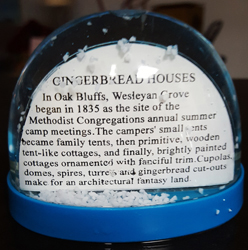 GINGERBREAD HOUSES
In Oak Bluffs, Wesleyan Grove
began in 1835 as the site of the
Methodist Congregations annual summer
camp meetings. The campers' small tents
became family tents, then primitive, wooden
tent-like cottages, and finally, brightly painted
cottages ornamented with fanciful trim. Cupolas,
domes, spires, turrets and gingerbread cut-outs
make for an architectural fantasy land.